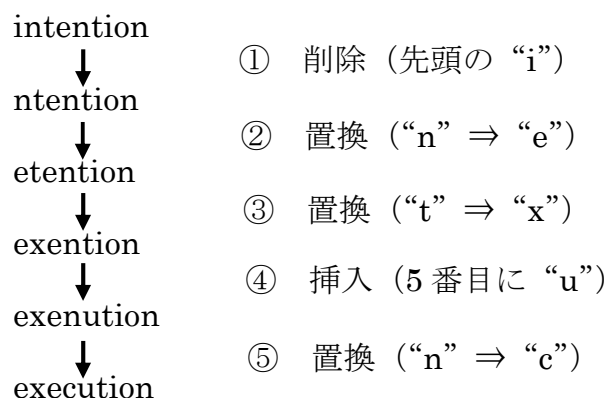 intention
① 削除（先頭の“i”）
ntention
② 置換（“n” ⇒ “e”）
etention
③ 置換（“t” ⇒ “x”）
exention
④ 挿入（5 番目に“u”）
exenution
⑤ 置換（“n” ⇒ “c”）
execution